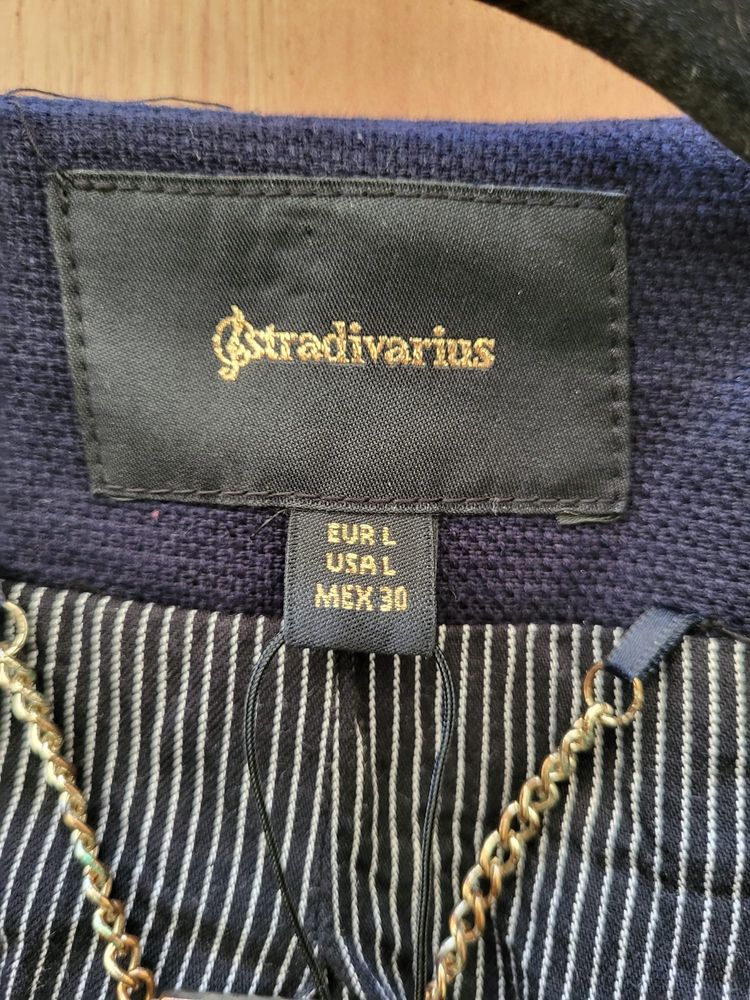 stradivarius
EUR L
USA L
MEX 30